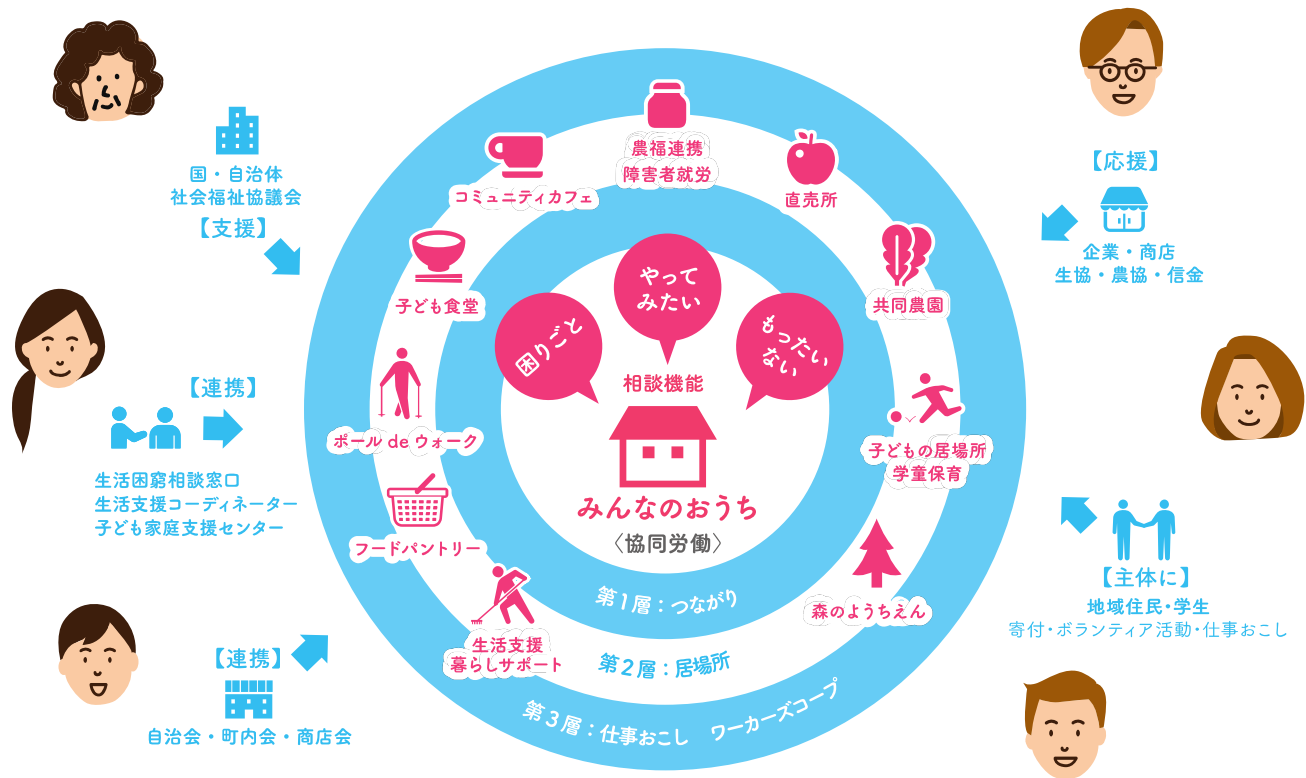 国・自治体
社会福祉協議会
【支援】
【連携】
生活困窮相談窓口
生活支援コーディネーター
子ども家庭支援センター
【連携】
自治会・町内会・商店会
農福連携
障害者就労
コミュニティカフェ
直売所
子ども食堂
共同農園
ポール de ウォーク
子どもの居場所
学童保育
フードパントリー
森のようちえん
生活支援
暮らしサポート
困りごと
やって
みたい
もったい
ない
相談機能
みんなのおうち
〈協同労働〉
第1層:つながり
第2層:居場所
第3層:仕事おこし ワーカーズコープ
【応援】
企業・商店
生協・農協・信金
【主体に】
地域住民・学生
寄付・ボランティア活動・仕事おこし